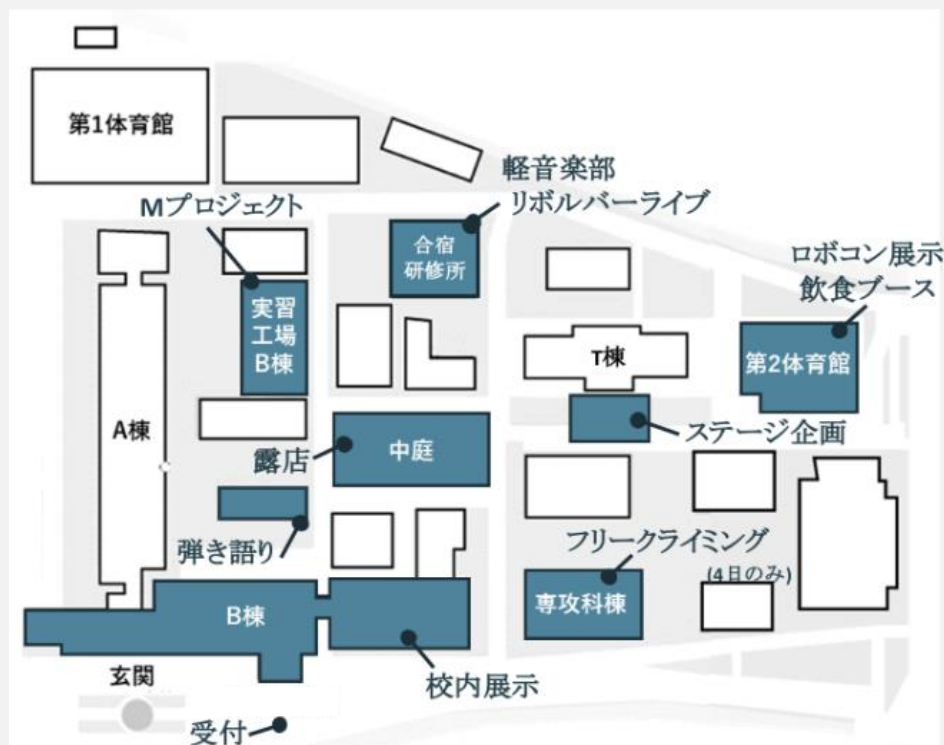 第1体育館
軽音楽部
リボルバーライブ
Mプロジェクト
合宿
研修所
ロボコン展示
飲食ブース
実習
工場
B棟
T棟
第2体育館
A棟
ステージ企画
露店
中庭
弾き語り
フリークライミング
(4日のみ)
専攻科棟
B棟
玄関
校内展示
受付